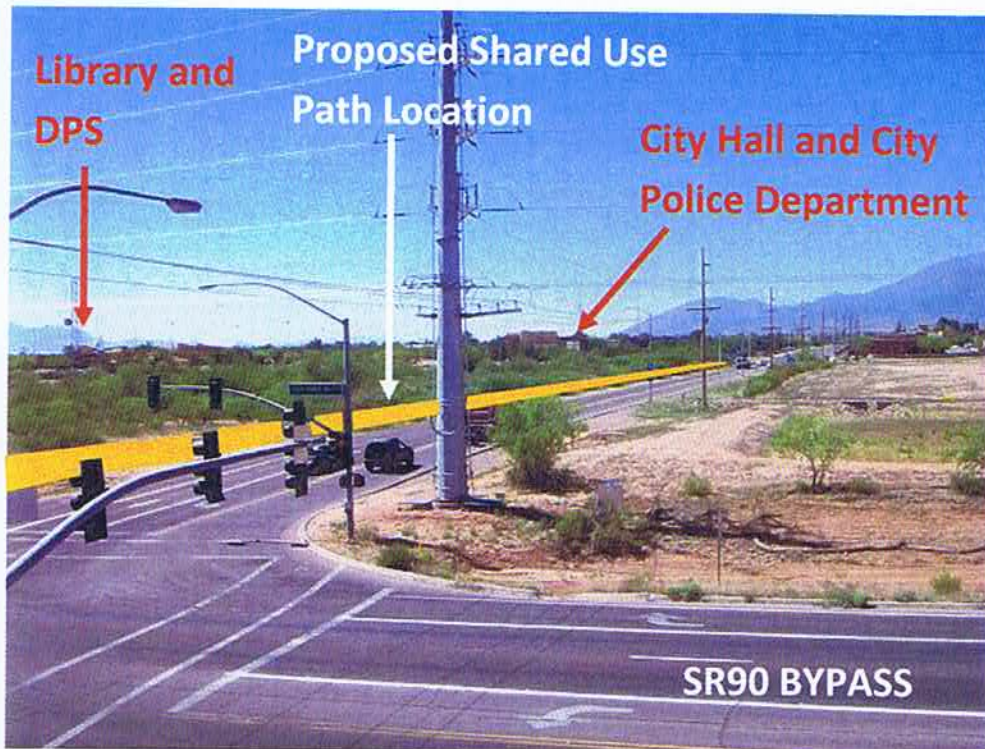 Library and
DPS
Proposed Shared Use
Path Location
City Hall and City
Police Department
SR90 BYPASS